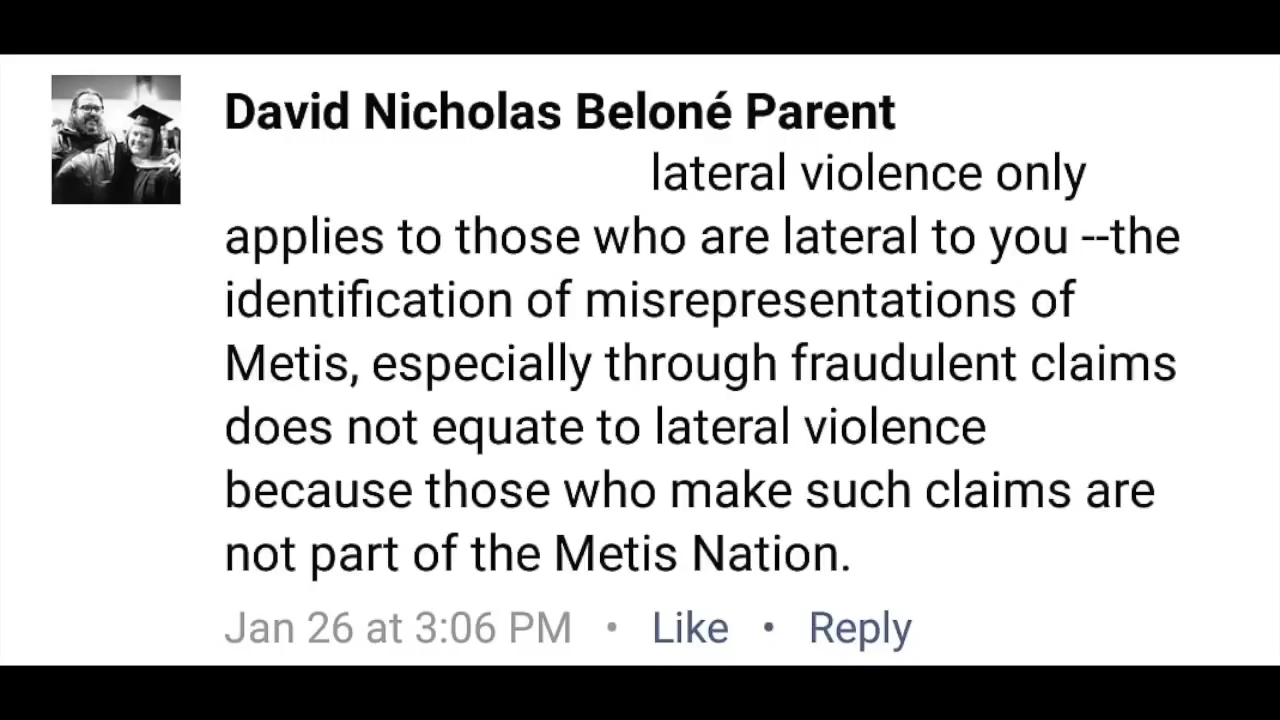 David Nicholas Beloné Parent
lateral violence only
applies to those who are lateral to you --the
identification of misrepresentations of
Metis, especially through fraudulent claims
does not equate to lateral violence
because those who make such claims are
not part of the Metis Nation.
Jan 26 at 3:06 PM • Like • Reply